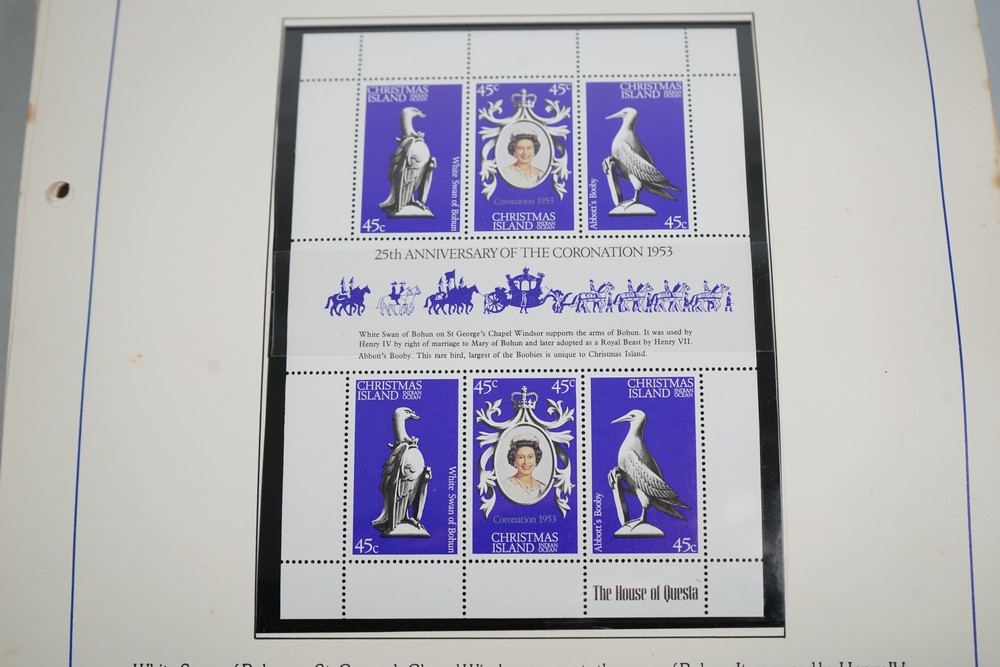 CHRISTMAS
ISLAND INDIAN OCEAN
White Swan of Bohun
45c
45c 45c
Coronation 1953
CHRISTMAS
ISLAND INDIAN OCEAN
CHRISTMAS
ISLAND INDIAN OCEAN
Abbott's Booby
45c
25th ANNIVERSARY OF THE CORONATION 1953
White Swan of Bohun on St George's Chapel Windsor supports the arms of Bohun. It was used by
Henry IV by right of marriage to Mary of Bohun and later adopted as a Royal Beast by Henry VII.
Abbott's Booby. This rare bird, largest of the Boobies is unique to Christmas Island.
CHRISTMAS
ISLAND INDIAN OCEAN
White Swan of Bohun
45c
45c 45c
Coronation 1953
CHRISTMAS
ISLAND INDIAN OCEAN
CHRISTMAS
ISLAND INDIAN OCEAN
Abbott's Booby
45c
The House of Questa